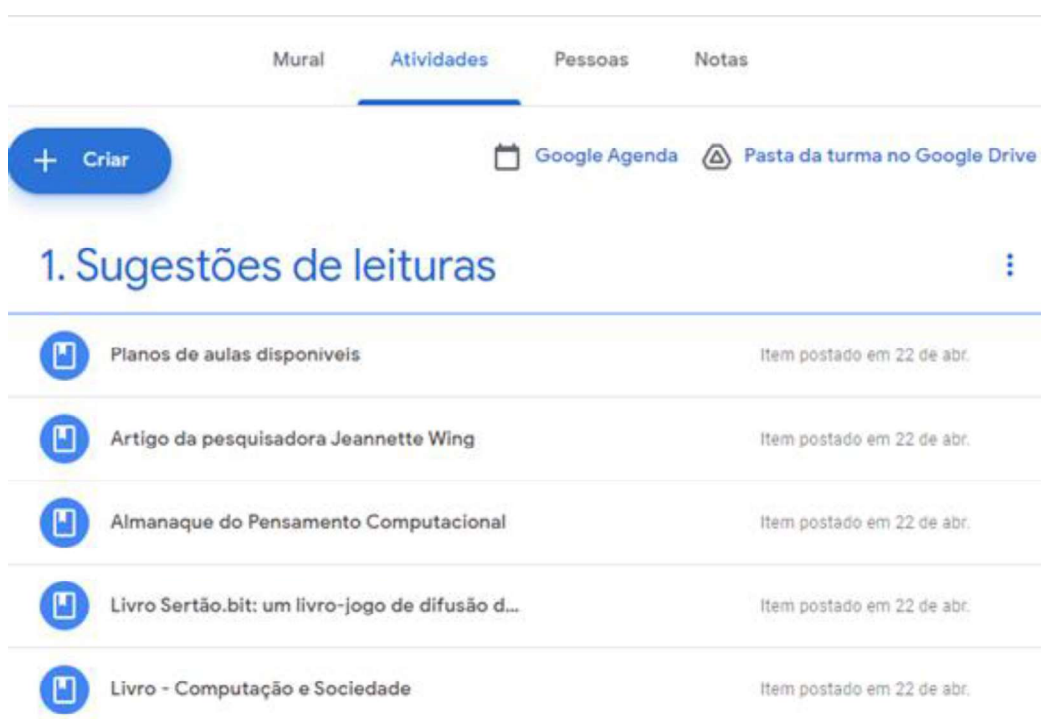 Mural Atividades Pessoas Notas
+ Criar Google Agenda Pasta da turma no Google Drive
1. Sugestões de leituras
Planos de aulas disponíveis Item postado em 22 de abr.
Artigo da pesquisadora Jeannette Wing Item postado em 22 de abr.
Almanaque do Pensamento Computacional Item postado em 22 de abr.
Livro Sertão.bit: um livro-jogo de difusão d... Item postado em 22 de abr.
Livro - Computação e Sociedade Item postado em 22 de abr.